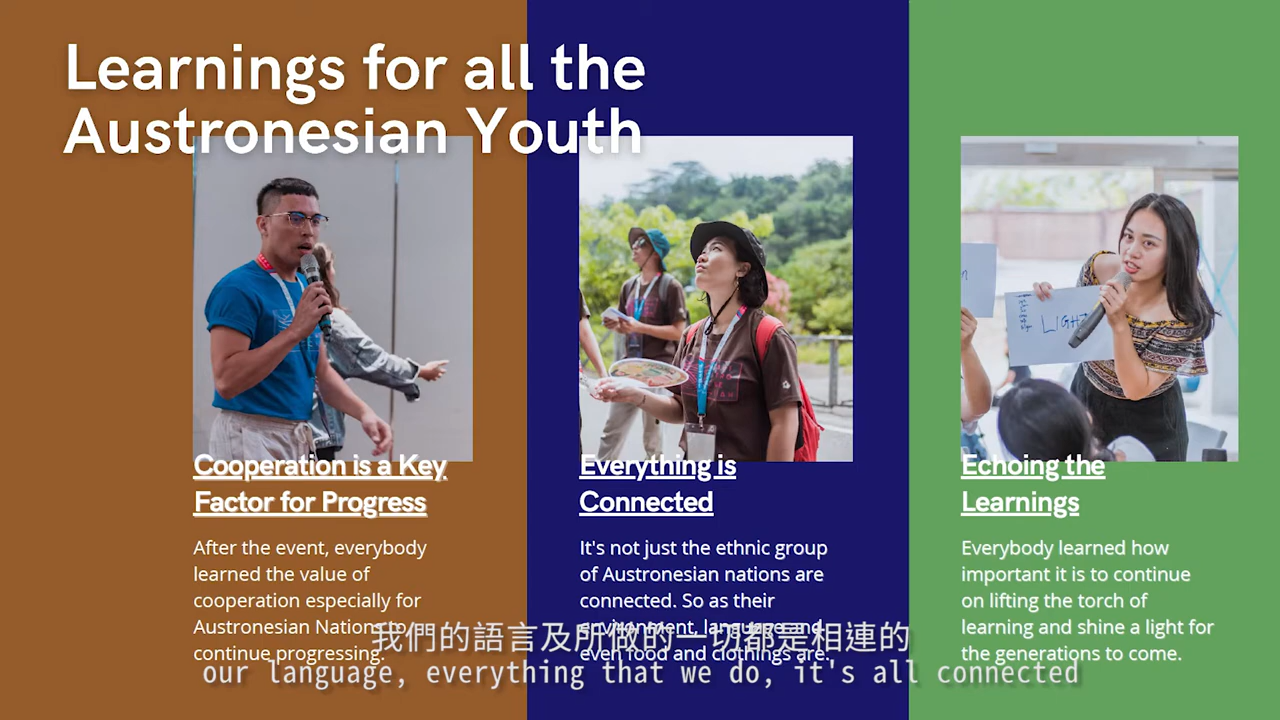 Learnings for all the
Austronesian Youth
LIGHT
Cooperation is a Key
Factor for Progress
After the event, everybody
learned the value of
cooperation especially for
Austronesian Nations to
continue progressing.
Everything is
Connected
It's not just the ethnic group
of Austronesian nations are
connected. So as their
environment, language and
even food and clothings are.
Echoing the
Learnings
Everybody learned how
important it is to continue
on lifting the torch of
learning and shine a light for
the generations to come.
我們的語言及所做的一切都是相連的
our language, everything that we do, it's all connected